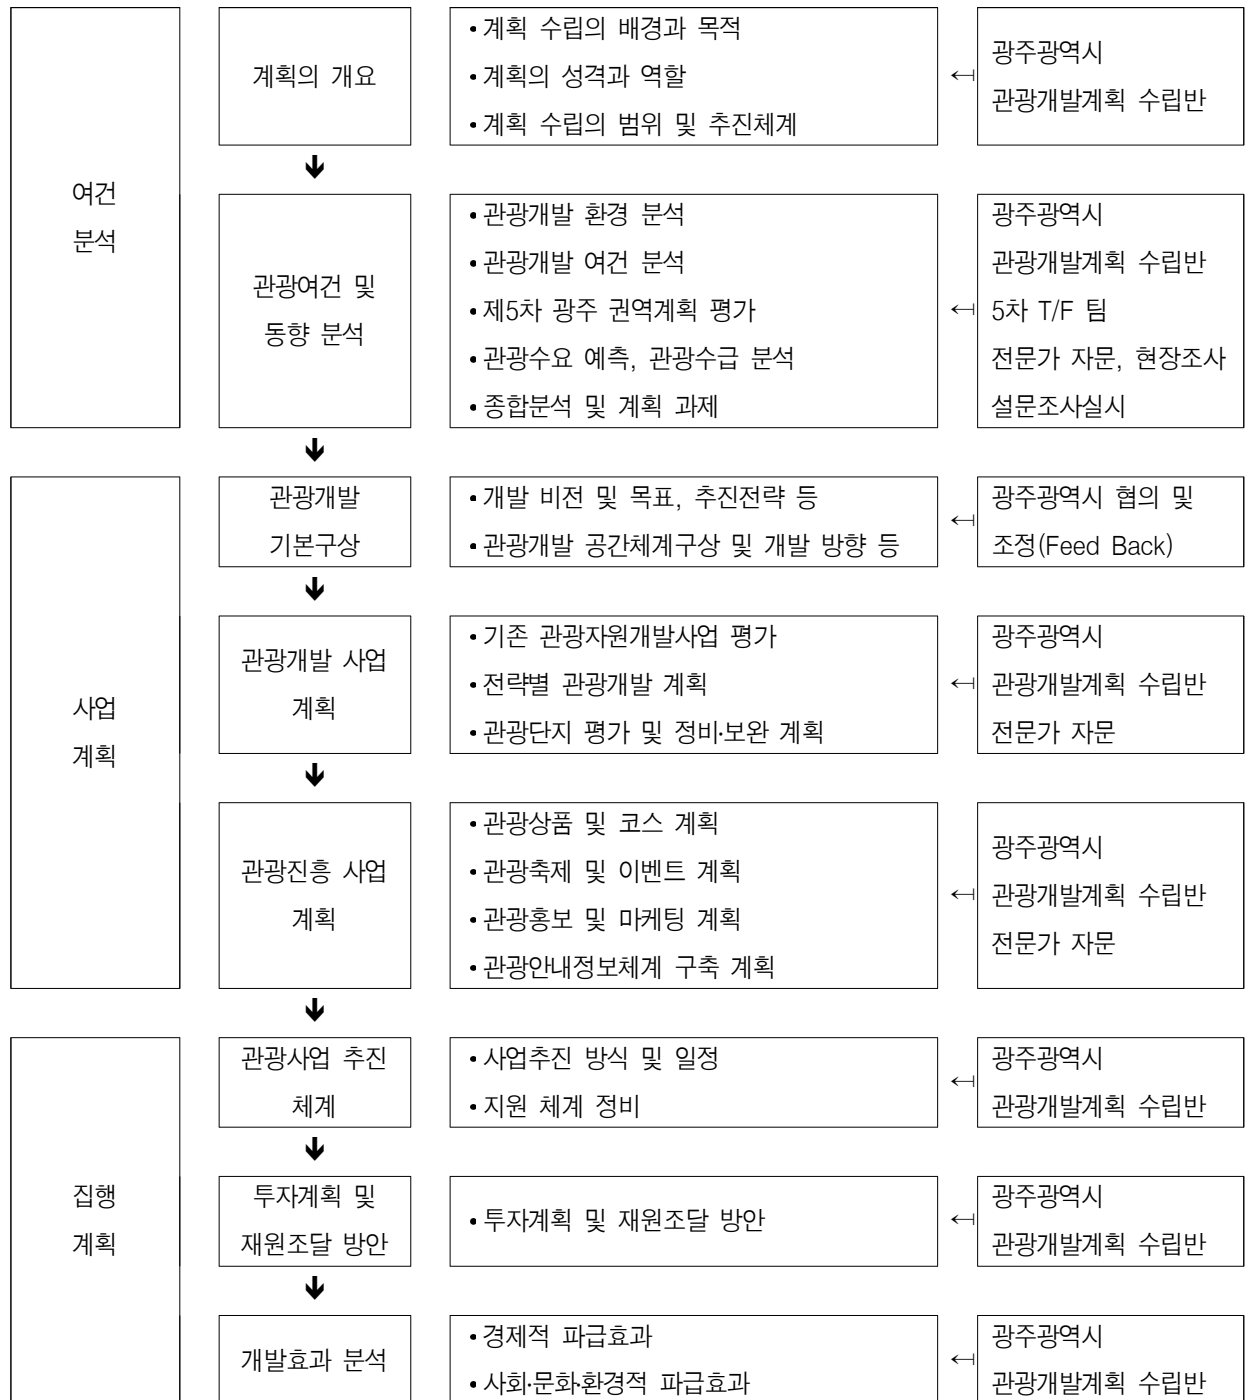 여건
분석
계획의 개요
• 계획 수립의 배경과 목적
• 계획의 성격과 역할
• 계획 수립의 범위 및 추진체계
←
광주광역시
관광개발계획 수립반
↓
관광여건 및
동향 분석
• 관광개발 환경 분석
• 관광개발 여건 분석
• 제5차 광주 권역계획 평가
• 관광수요 예측, 관광수급 분석
• 종합분석 및 계획 과제
←
광주광역시
관광개발계획 수립반
5차 T/F 팀
전문가 자문, 현장조사
설문조사실시
↓
사업
계획
관광개발
기본구상
• 개발 비전 및 목표, 추진전략 등
• 관광개발 공간체계구상 및 개발 방향 등
←
광주광역시 협의 및
조정(Feed Back)
↓
관광개발 사업
계획
• 기존 관광자원개발사업 평가
• 전략별 관광개발 계획
• 관광단지 평가 및 정비·보완 계획
←
광주광역시
관광개발계획 수립반
전문가 자문
↓
관광진흥 사업
계획
• 관광상품 및 코스 계획
• 관광축제 및 이벤트 계획
• 관광홍보 및 마케팅 계획
• 관광안내정보체계 구축 계획
←
광주광역시
관광개발계획 수립반
전문가 자문
↓
집행
계획
관광사업 추진
체계
• 사업추진 방식 및 일정
• 지원 체계 정비
←
광주광역시
관광개발계획 수립반
↓
투자계획 및
재원조달 방안
• 투자계획 및 재원조달 방안
←
광주광역시
관광개발계획 수립반
↓
개발효과 분석
• 경제적 파급효과
• 사회·문화·환경적 파급효과
←
광주광역시
관광개발계획 수립반